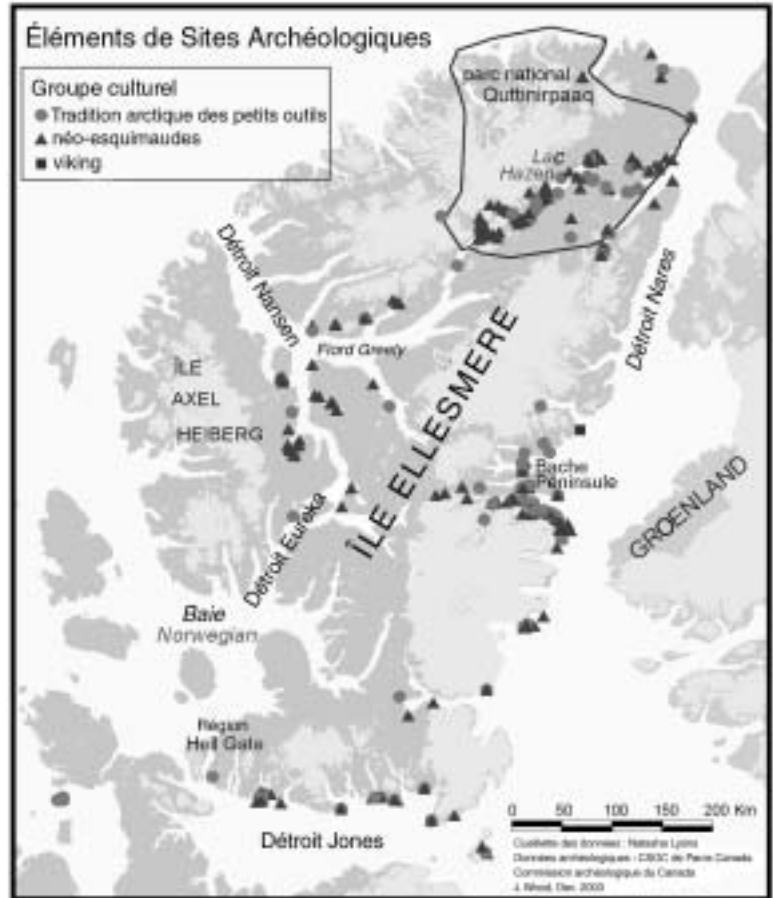 Éléments de Sites Archéologiques
Groupe culturel
Tradition arctique des petits outils
néo-esquimaudes
viking
parc national
Quttinirpaaq
Lac
Hazen
Détroit Nansen
Détroit Nares
Fiord Greely
ÎLE
AXEL
HEIBERG
ÎLE ELLESMERE
Bache
Péninsule
GROENLAND
Détroit Eureka
Baie
Norwegian
Région
Hell Gate
Détroit Jones
0 50 100 150 200 Km
Cueillette des données : Natasha Lyons
Données archéologiques : de Parcs Canada
Commission archéologique du Canada
J. Dec. 2003